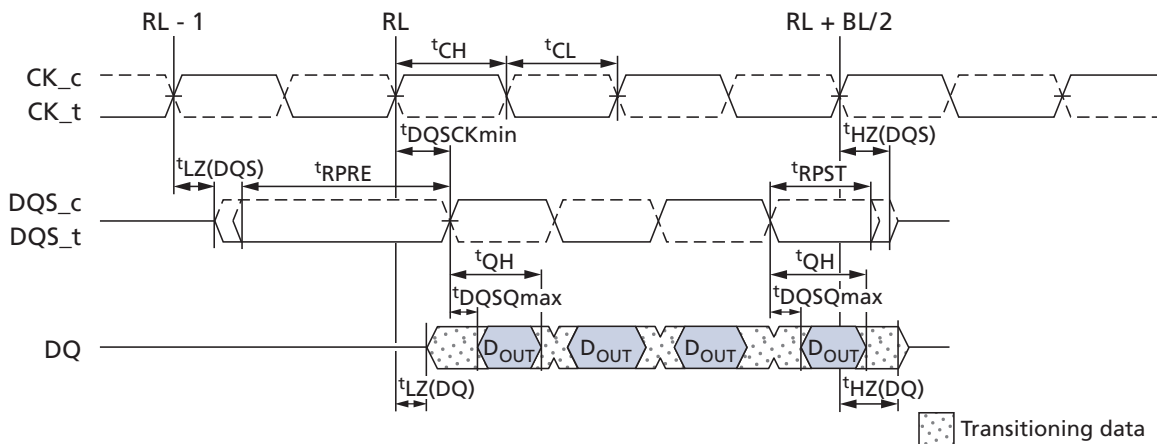 RL - 1 RL RL + BL/2
tCH tCL
CK_c
CK_t
tDQSCKmin tHZ(DQS)
tLZ(DQS) tRPRE tRPST
DQS_c
DQS_t
tQH tQH
tDQSQmax tDQSQmax
DQ DOUT DOUT DOUT DOUT
tLZ(DQ) tHZ(DQ)
Transitioning data